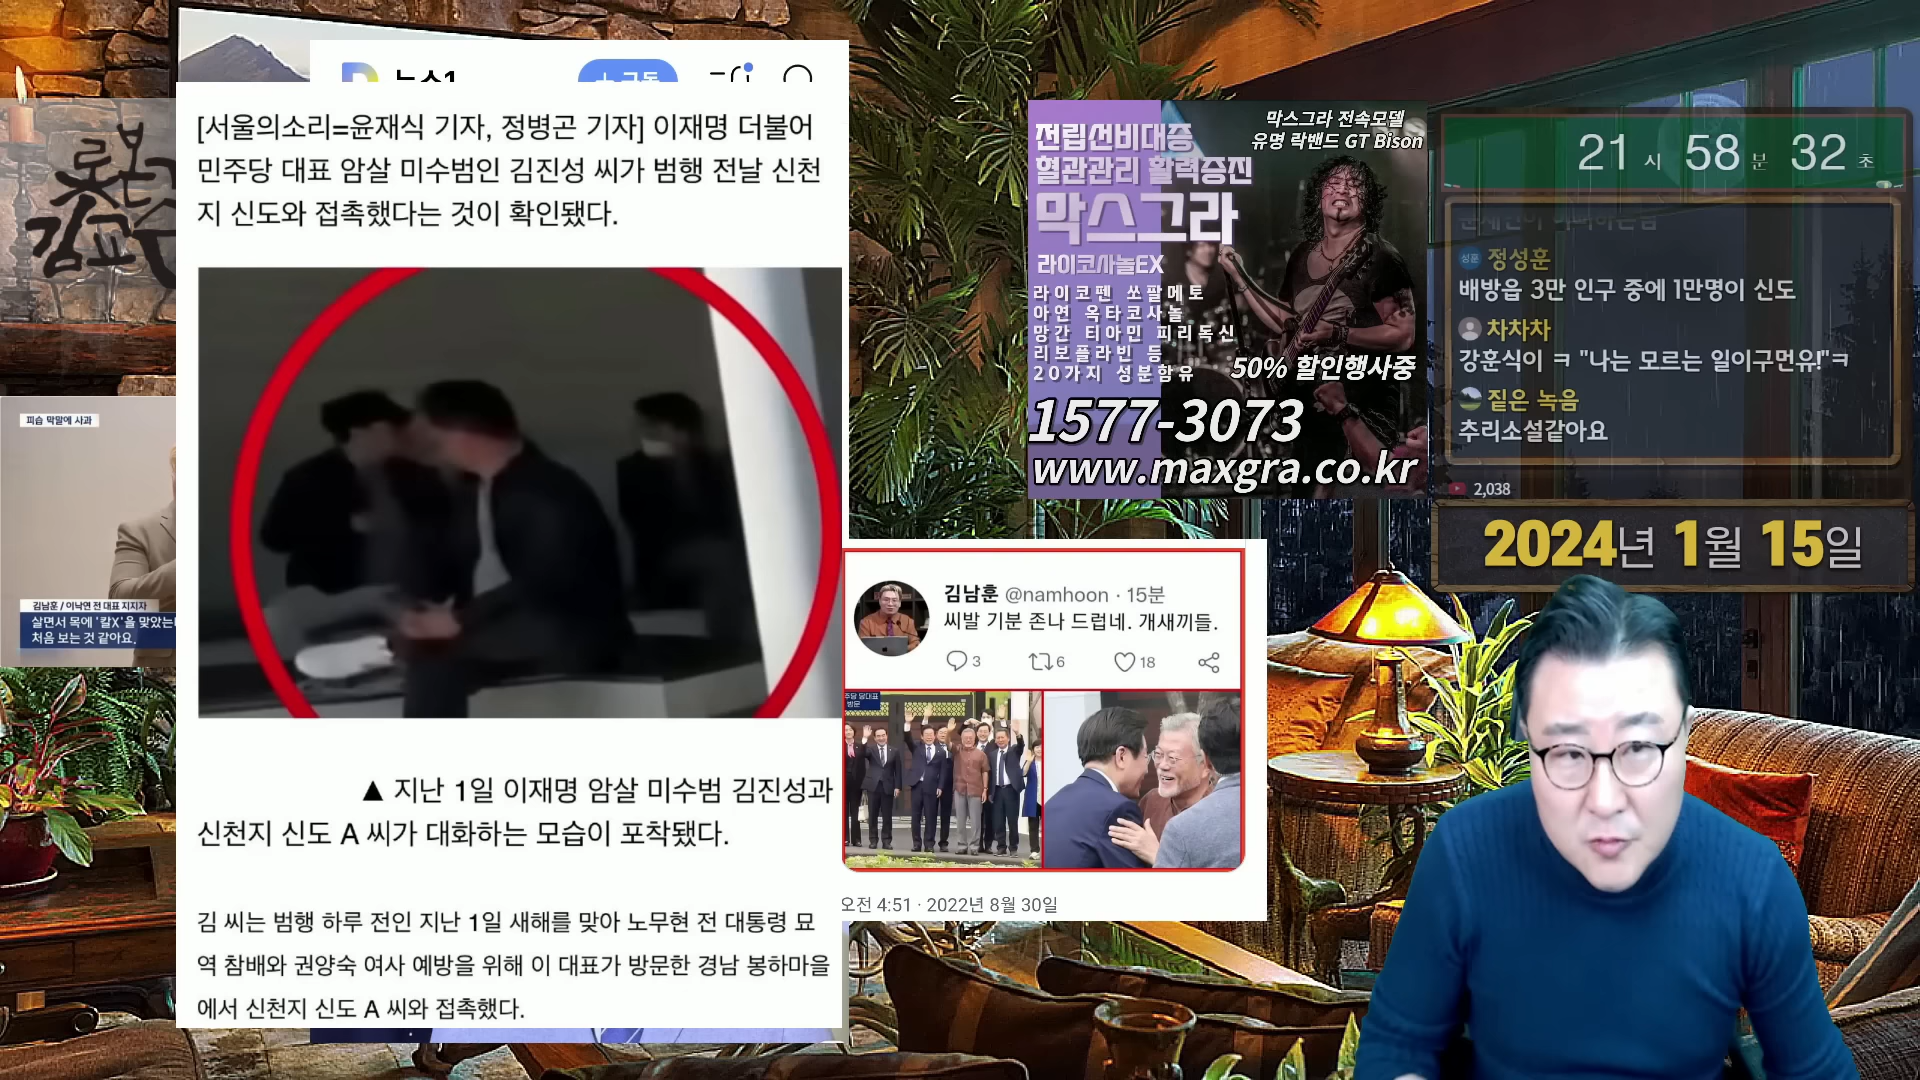 뉴스1
+ 구독
[서울의소리=윤재식 기자, 정병곤 기자] 이재명 더불어
민주당 대표 암살 미수범인 김진성 씨가 범행 전날 신천
지 신도와 접촉했다는 것이 확인됐다.
▲ 지난 1일 이재명 암살 미수범 김진성과
신천지 신도 A 씨가 대화하는 모습이 포착됐다.
김 씨는 범행 하루 전인 지난 1일 새해를 맞아 노무현 전 대통령 묘
역 참배와 권양숙 여사 예방을 위해 이 대표가 방문한 경남 봉하마을
에서 신천지 신도 A 씨와 접촉했다.
롯본
김교수
피습 막말에 사과
김남훈 / 이낙연 전 대표 지지자
살면서 목에 '칼X'을 맞았는
처음 보는 것 같아요.
막스그라 전속모델
유명 락밴드 GT Bison
전립선비대증
혈관관리 활력증진
막스그라
라이코사놀EX
라이코펜 쏘팔메토
아연 옥타코사놀
망간 티아민 피리독신
리보플라빈 등
20가지 성분함유
50% 할인행사중
1577-3073
www.maxgra.co.kr
김남훈 @namhoon · 15분
씨발 기분 존나 드럽네. 개새끼들.
3 6 18
방문
오전 4:51 · 2022년 8월 30일
21 시 58 분 32 초
정성훈
배방읍 3만 인구 중에 1만명이 신도
차차차
강훈식이 ㅋ "나는 모르는 일이구먼유!"ㅋ
짙은 녹음
추리소설같아요
2,038
2024년 1월 15일